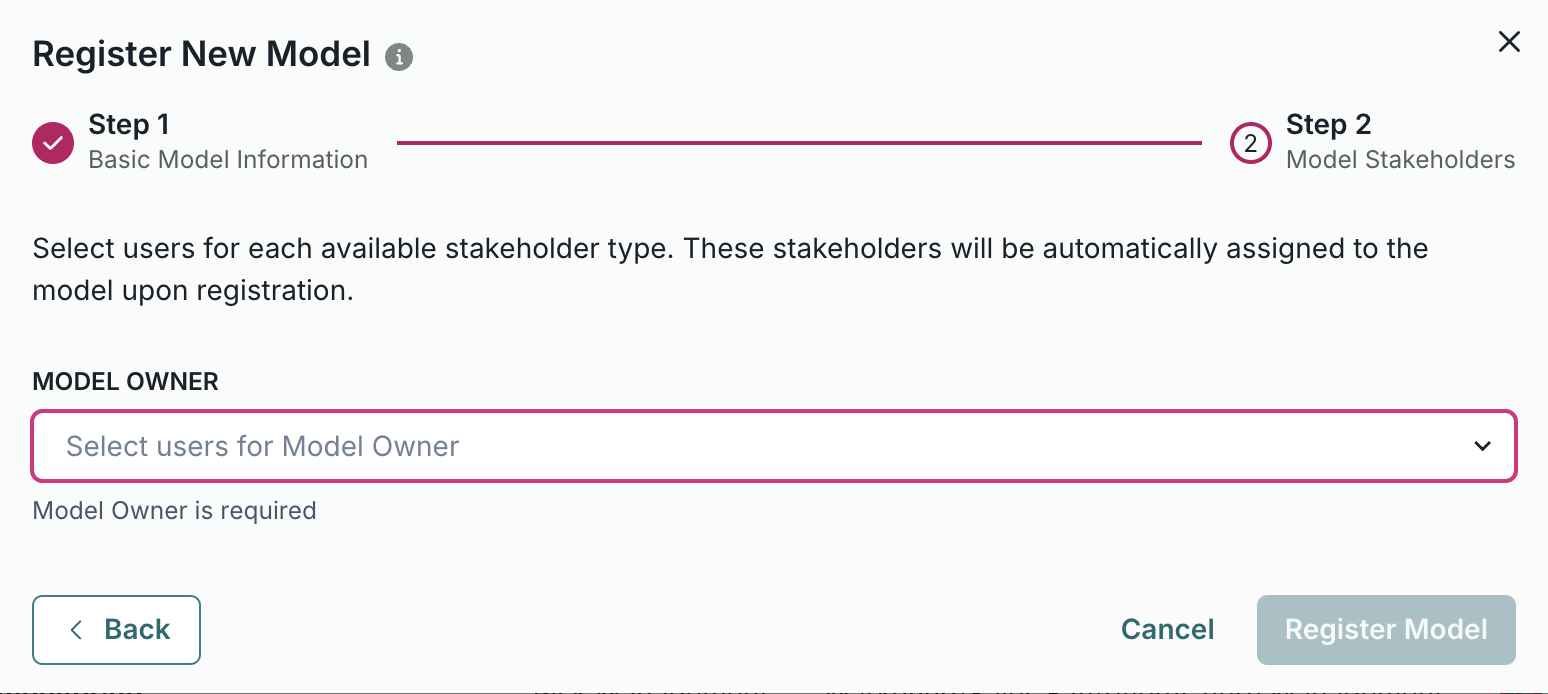 Register New Model
Step 1
Basic Model Information
2
Step 2
Model Stakeholders
Select users for each available stakeholder type. These stakeholders will be automatically assigned to the
model upon registration.
MODEL OWNER
Select users for Model Owner
Model Owner is required
Back
Cancel
Register Model